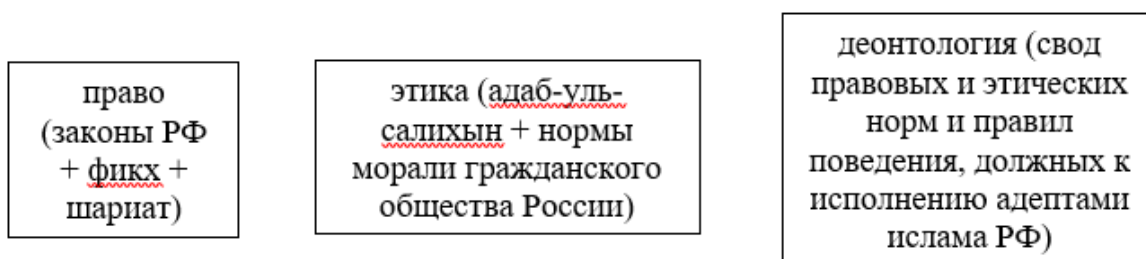 право
(законы РФ
+ фикх +
шариат)
этика (адаб-уль-
салихын + нормы
морали гражданского
общества России)
деонтология (свод
правовых и этических
норм и правил
поведения, должных к
исполнению адептами
ислама РФ)